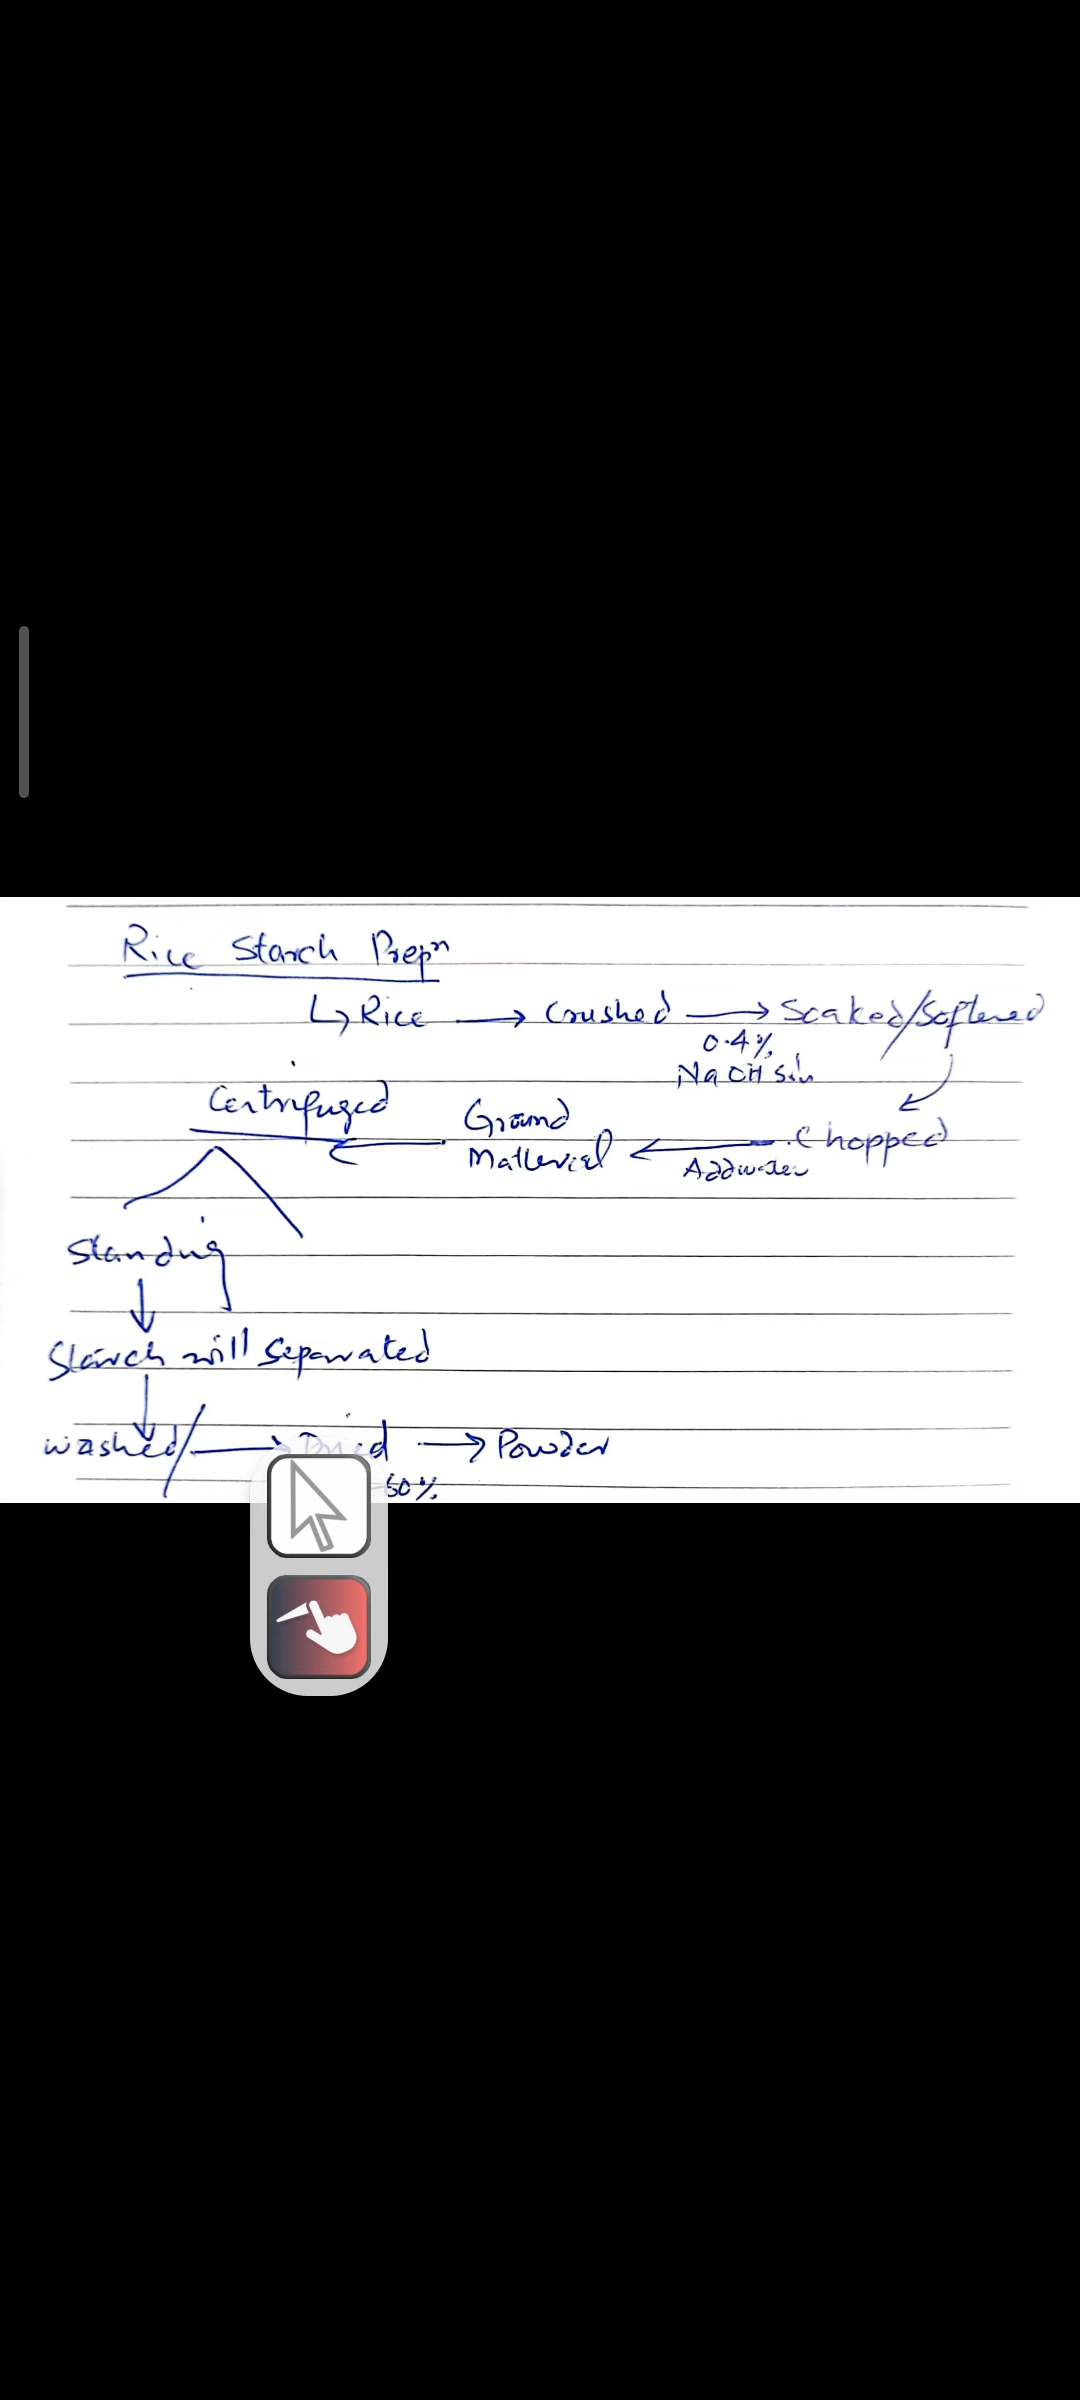 Rice Starch Prepⁿ
↳ Rice → Crushed → Soaked/Softened
0.4%
NaOH Sln
Centrifuged ← Ground Material ← Chopped
Add water
Standing
↓
Starch will separated
↓
washed/ → Dried → Powder
50%